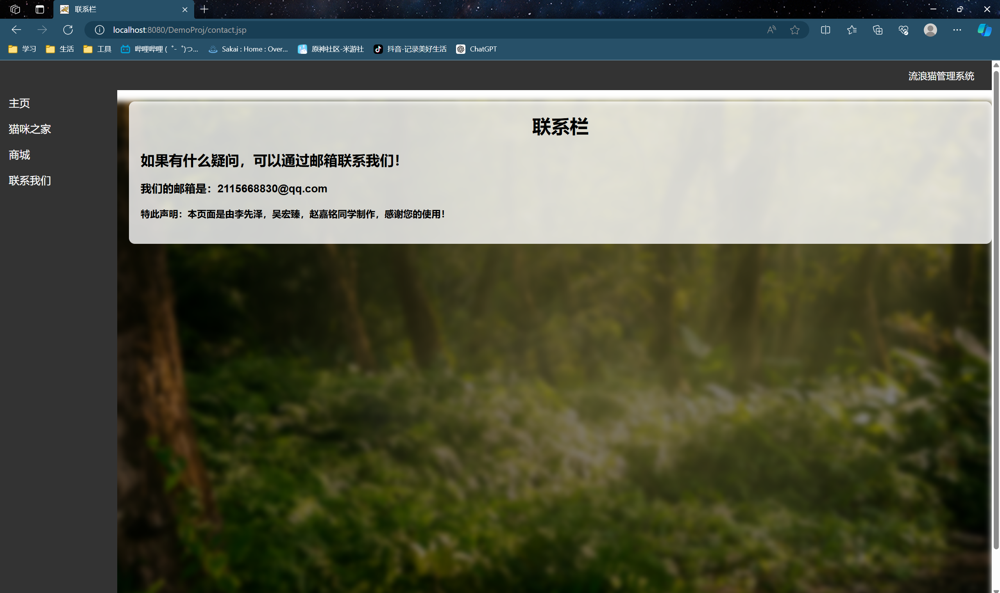 联系栏
localhost:8080/DemoProj/contact.jsp
学习 生活 工具 哔哩哔哩 (゜-゜)つ... Sakai : Home : Over... 原神社区-米游社 抖音-记录美好生活 ChatGPT
流浪猫管理系统
主页
猫咪之家
商城
联系我们
联系栏
如果有什么疑问，可以通过邮箱联系我们！
我们的邮箱是：2115668830@qq.com
特此声明：本页面是由李先泽，吴宏臻，赵嘉铭同学制作，感谢您的使用！